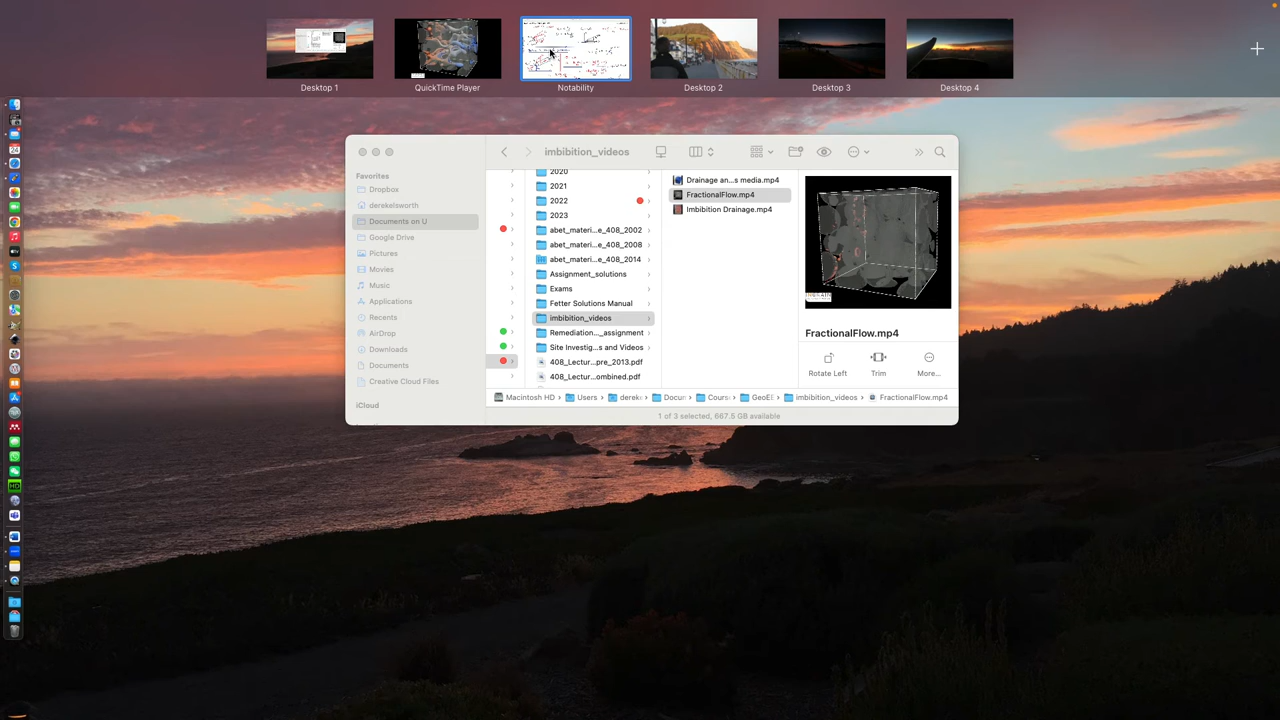 Desktop 1
QuickTime Player
Notability
Desktop 2
Desktop 3
Desktop 4
imbibition_videos
Favorites
Dropbox
derekelsworth
Documents on U
Google Drive
Pictures
Movies
Music
Applications
Recents
AirDrop
Downloads
Documents
Creative Cloud Files
iCloud
2020
2021
2022
2023
abet_materi...e_408_2002
abet_materi...e_408_2008
abet_materi...e_408_2014
Assignment_solutions
Exams
Fetter Solutions Manual
imbibition_videos
Remediation..._assignment
Site Investig...s and Videos
408_Lectur...pre_2013.pdf
408_Lectur...ombined.pdf
Drainage an...s media.mp4
FractionalFlow.mp4
Imbibition Drainage.mp4
FractionalFlow.mp4
Rotate Left
Trim
More...
Macintosh HD › Users › derek › Docu › Cours › GeoEE › imbibition_videos › FractionalFlow.mp4
1 of 3 selected, 667.5 GB available
24